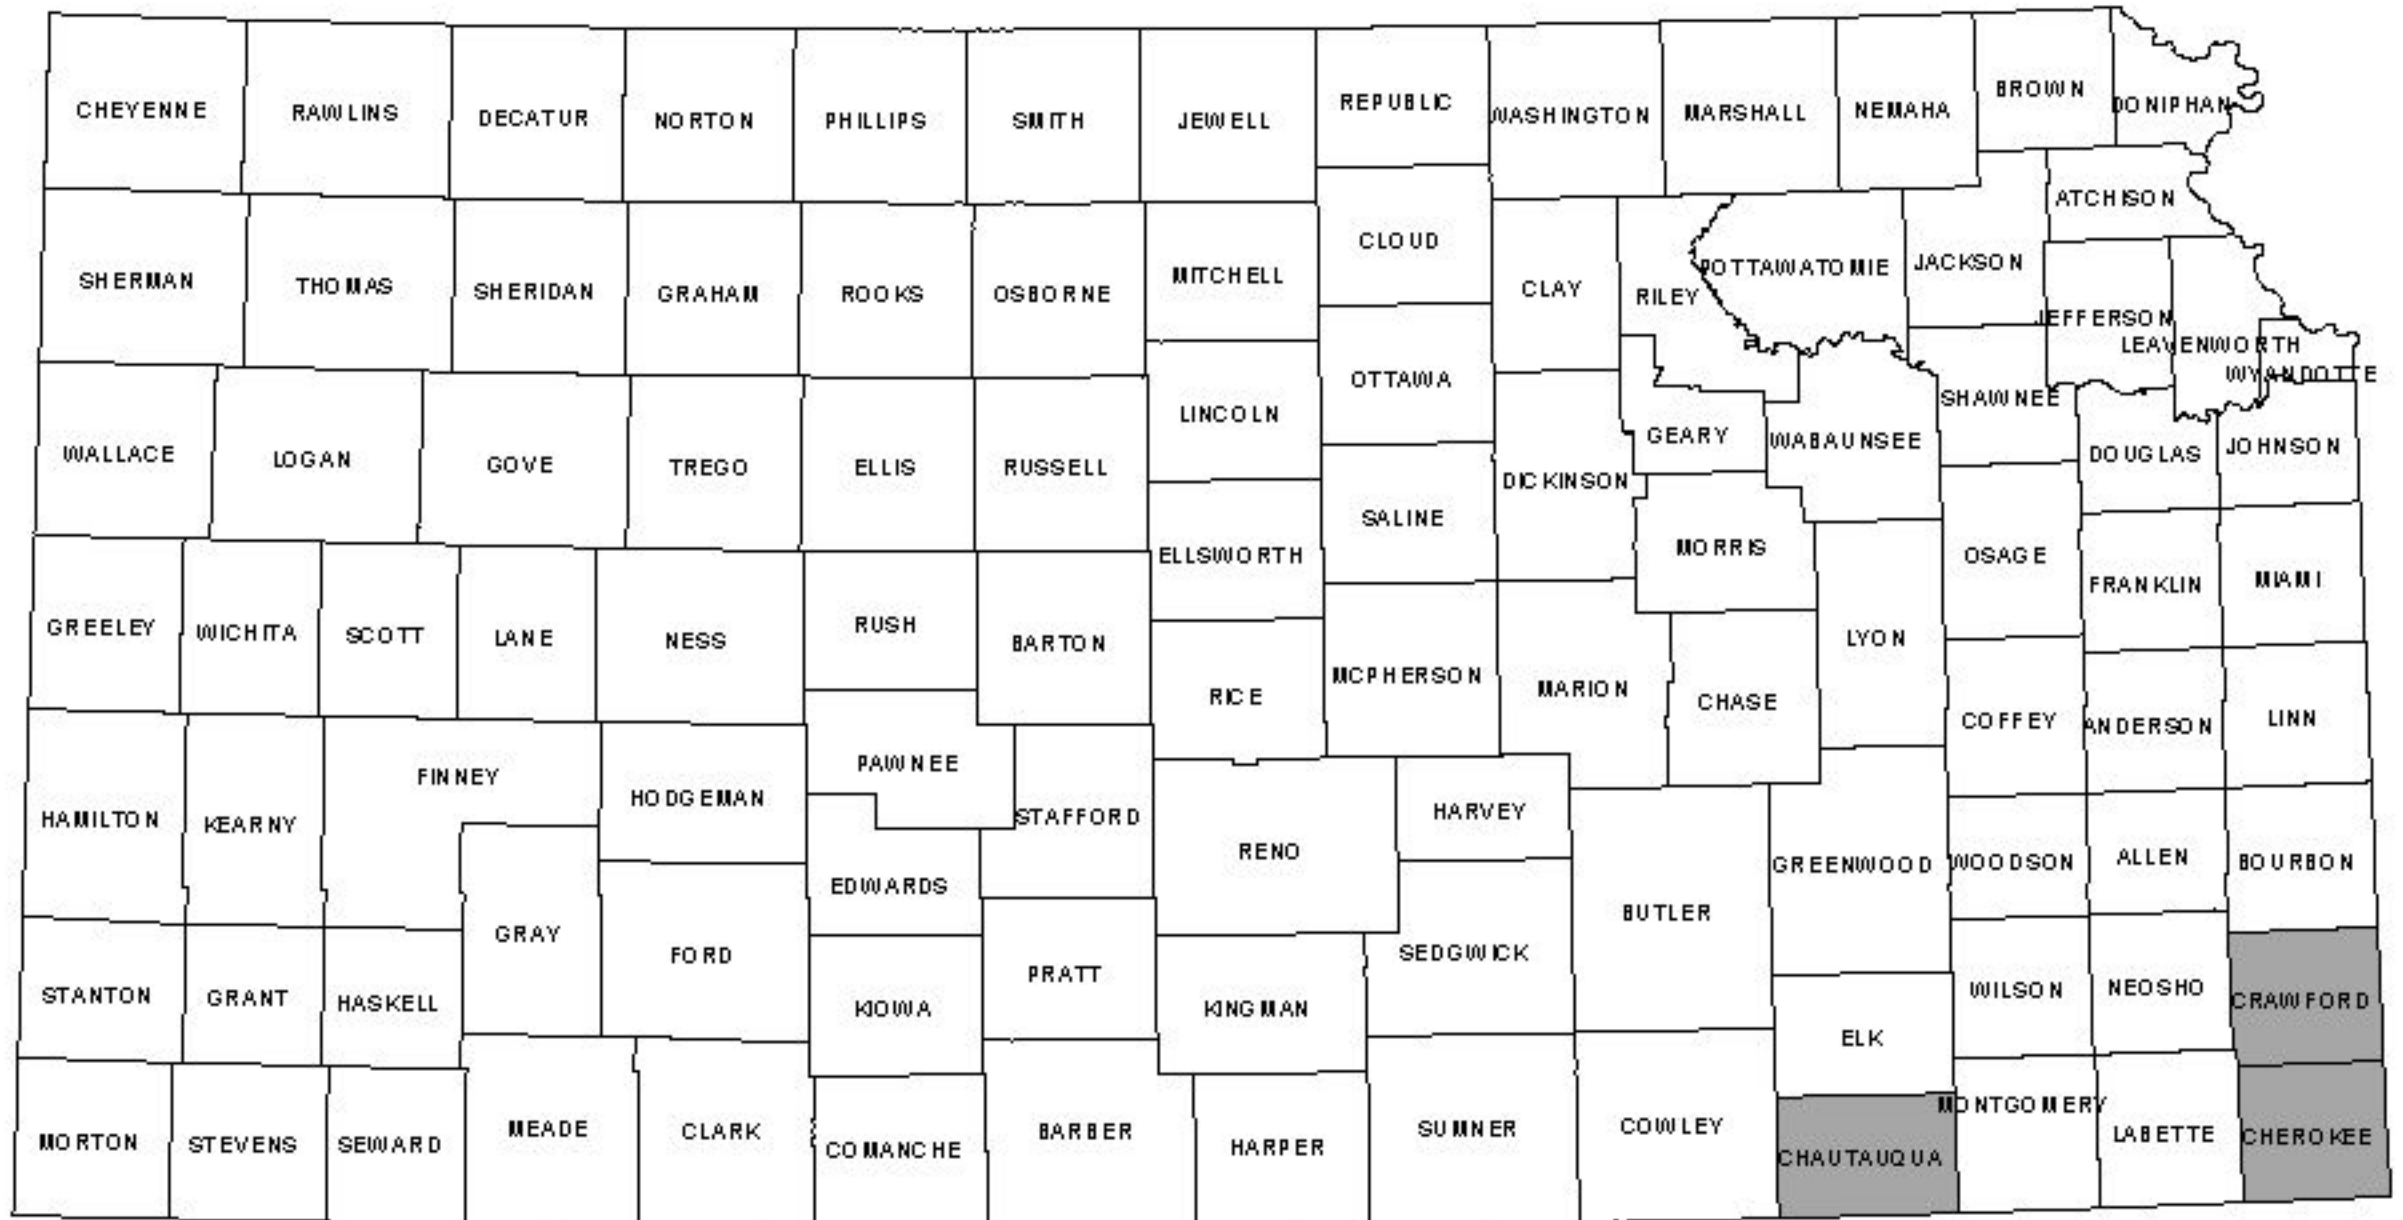 CHEYENNE
RAWLINS
DECATUR
NORTON
PHILLIPS
SMITH
JEWELL
REPUBLIC
WASHINGTON
MARSHALL
NEMAHA
BROWN
DONIPHAN
ATCHISON
SHERMAN
THOMAS
SHERIDAN
GRAHAM
ROOKS
OSBORNE
MITCHELL
CLOUD
CLAY
RILEY
POTTAWATOMIE
JACKSON
JEFFERSON
LEAVENWORTH
WYANDOTTE
WALLACE
LOGAN
GOVE
TREGO
ELLIS
RUSSELL
LINCOLN
OTTAWA
DICKINSON
GEARY
WABAUNSEE
SHAWNEE
DOUGLAS
JOHNSON
ELLSWORTH
SALINE
MORRIS
OSAGE
FRANKLIN
MIAMI
GREELEY
WICHITA
SCOTT
LANE
NESS
RUSH
BARTON
RICE
MCPHERSON
MARION
CHASE
LYON
COFFEY
ANDERSON
LINN
HAMILTON
KEARNY
FINNEY
HODGEMAN
PAWNEE
STAFFORD
RENO
HARVEY
BUTLER
GREENWOOD
WOODSON
ALLEN
BOURBON
GRAY
FORD
EDWARDS
PRATT
SEDGWICK
STANTON
GRANT
HASKELL
KIOWA
KINGMAN
ELK
WILSON
NEOSHO
CRAWFORD
MORTON
STEVENS
SEWARD
MEADE
CLARK
COMANCHE
BARBER
HARPER
SUMNER
COWLEY
CHAUTAUQUA
MONTGOMERY
LABETTE
CHEROKEE